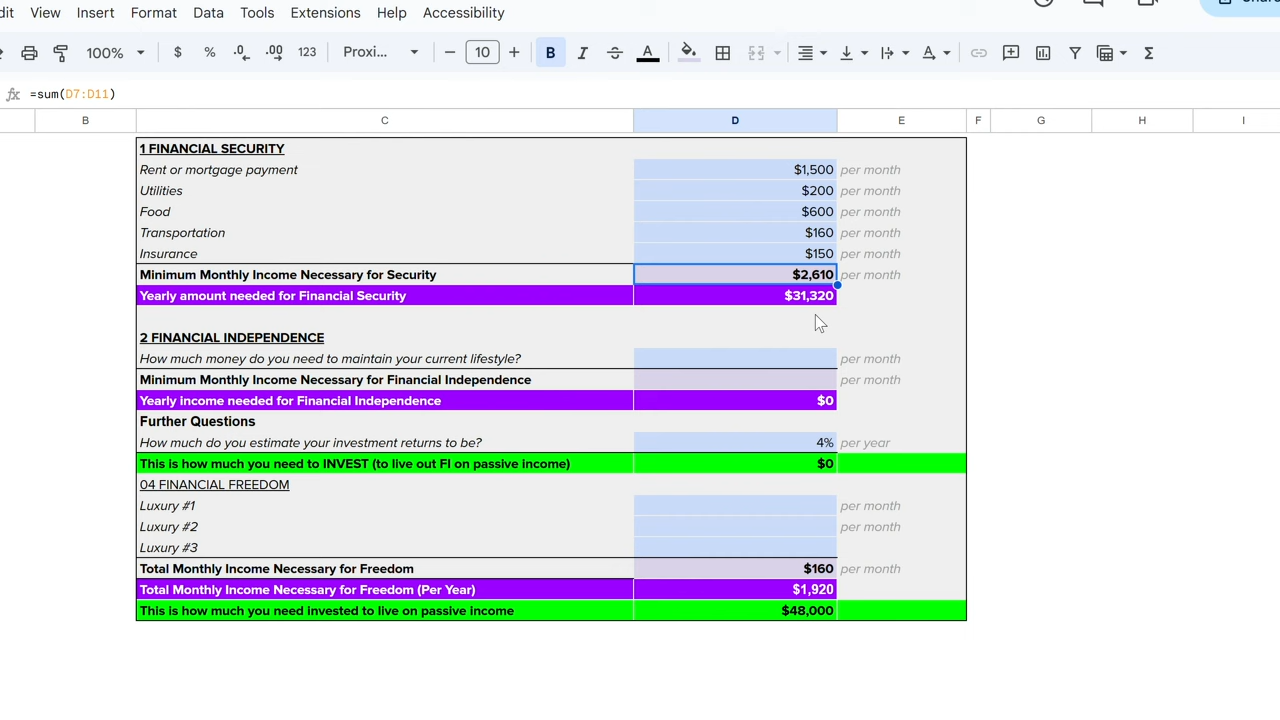 dit View Insert Format Data Tools Extensions Help Accessibility
100% $ % .0 .00 123 Proxi... − 10 + B I S A Σ
fx =sum(D7:D11)
B C D E F G H I
1 FINANCIAL SECURITY
Rent or mortgage payment $1,500 per month
Utilities $200 per month
Food $600 per month
Transportation $160 per month
Insurance $150 per month
Minimum Monthly Income Necessary for Security $2,610 per month
Yearly amount needed for Financial Security $31,320
2 FINANCIAL INDEPENDENCE
How much money do you need to maintain your current lifestyle? per month
Minimum Monthly Income Necessary for Financial Independence per month
Yearly income needed for Financial Independence $0
Further Questions
How much do you estimate your investment returns to be? 4% per year
This is how much you need to INVEST (to live out FI on passive income) $0
04 FINANCIAL FREEDOM
Luxury #1 per month
Luxury #2 per month
Luxury #3
Total Monthly Income Necessary for Freedom $160 per month
Total Monthly Income Necessary for Freedom (Per Year) $1,920
This is how much you need invested to live on passive income $48,000